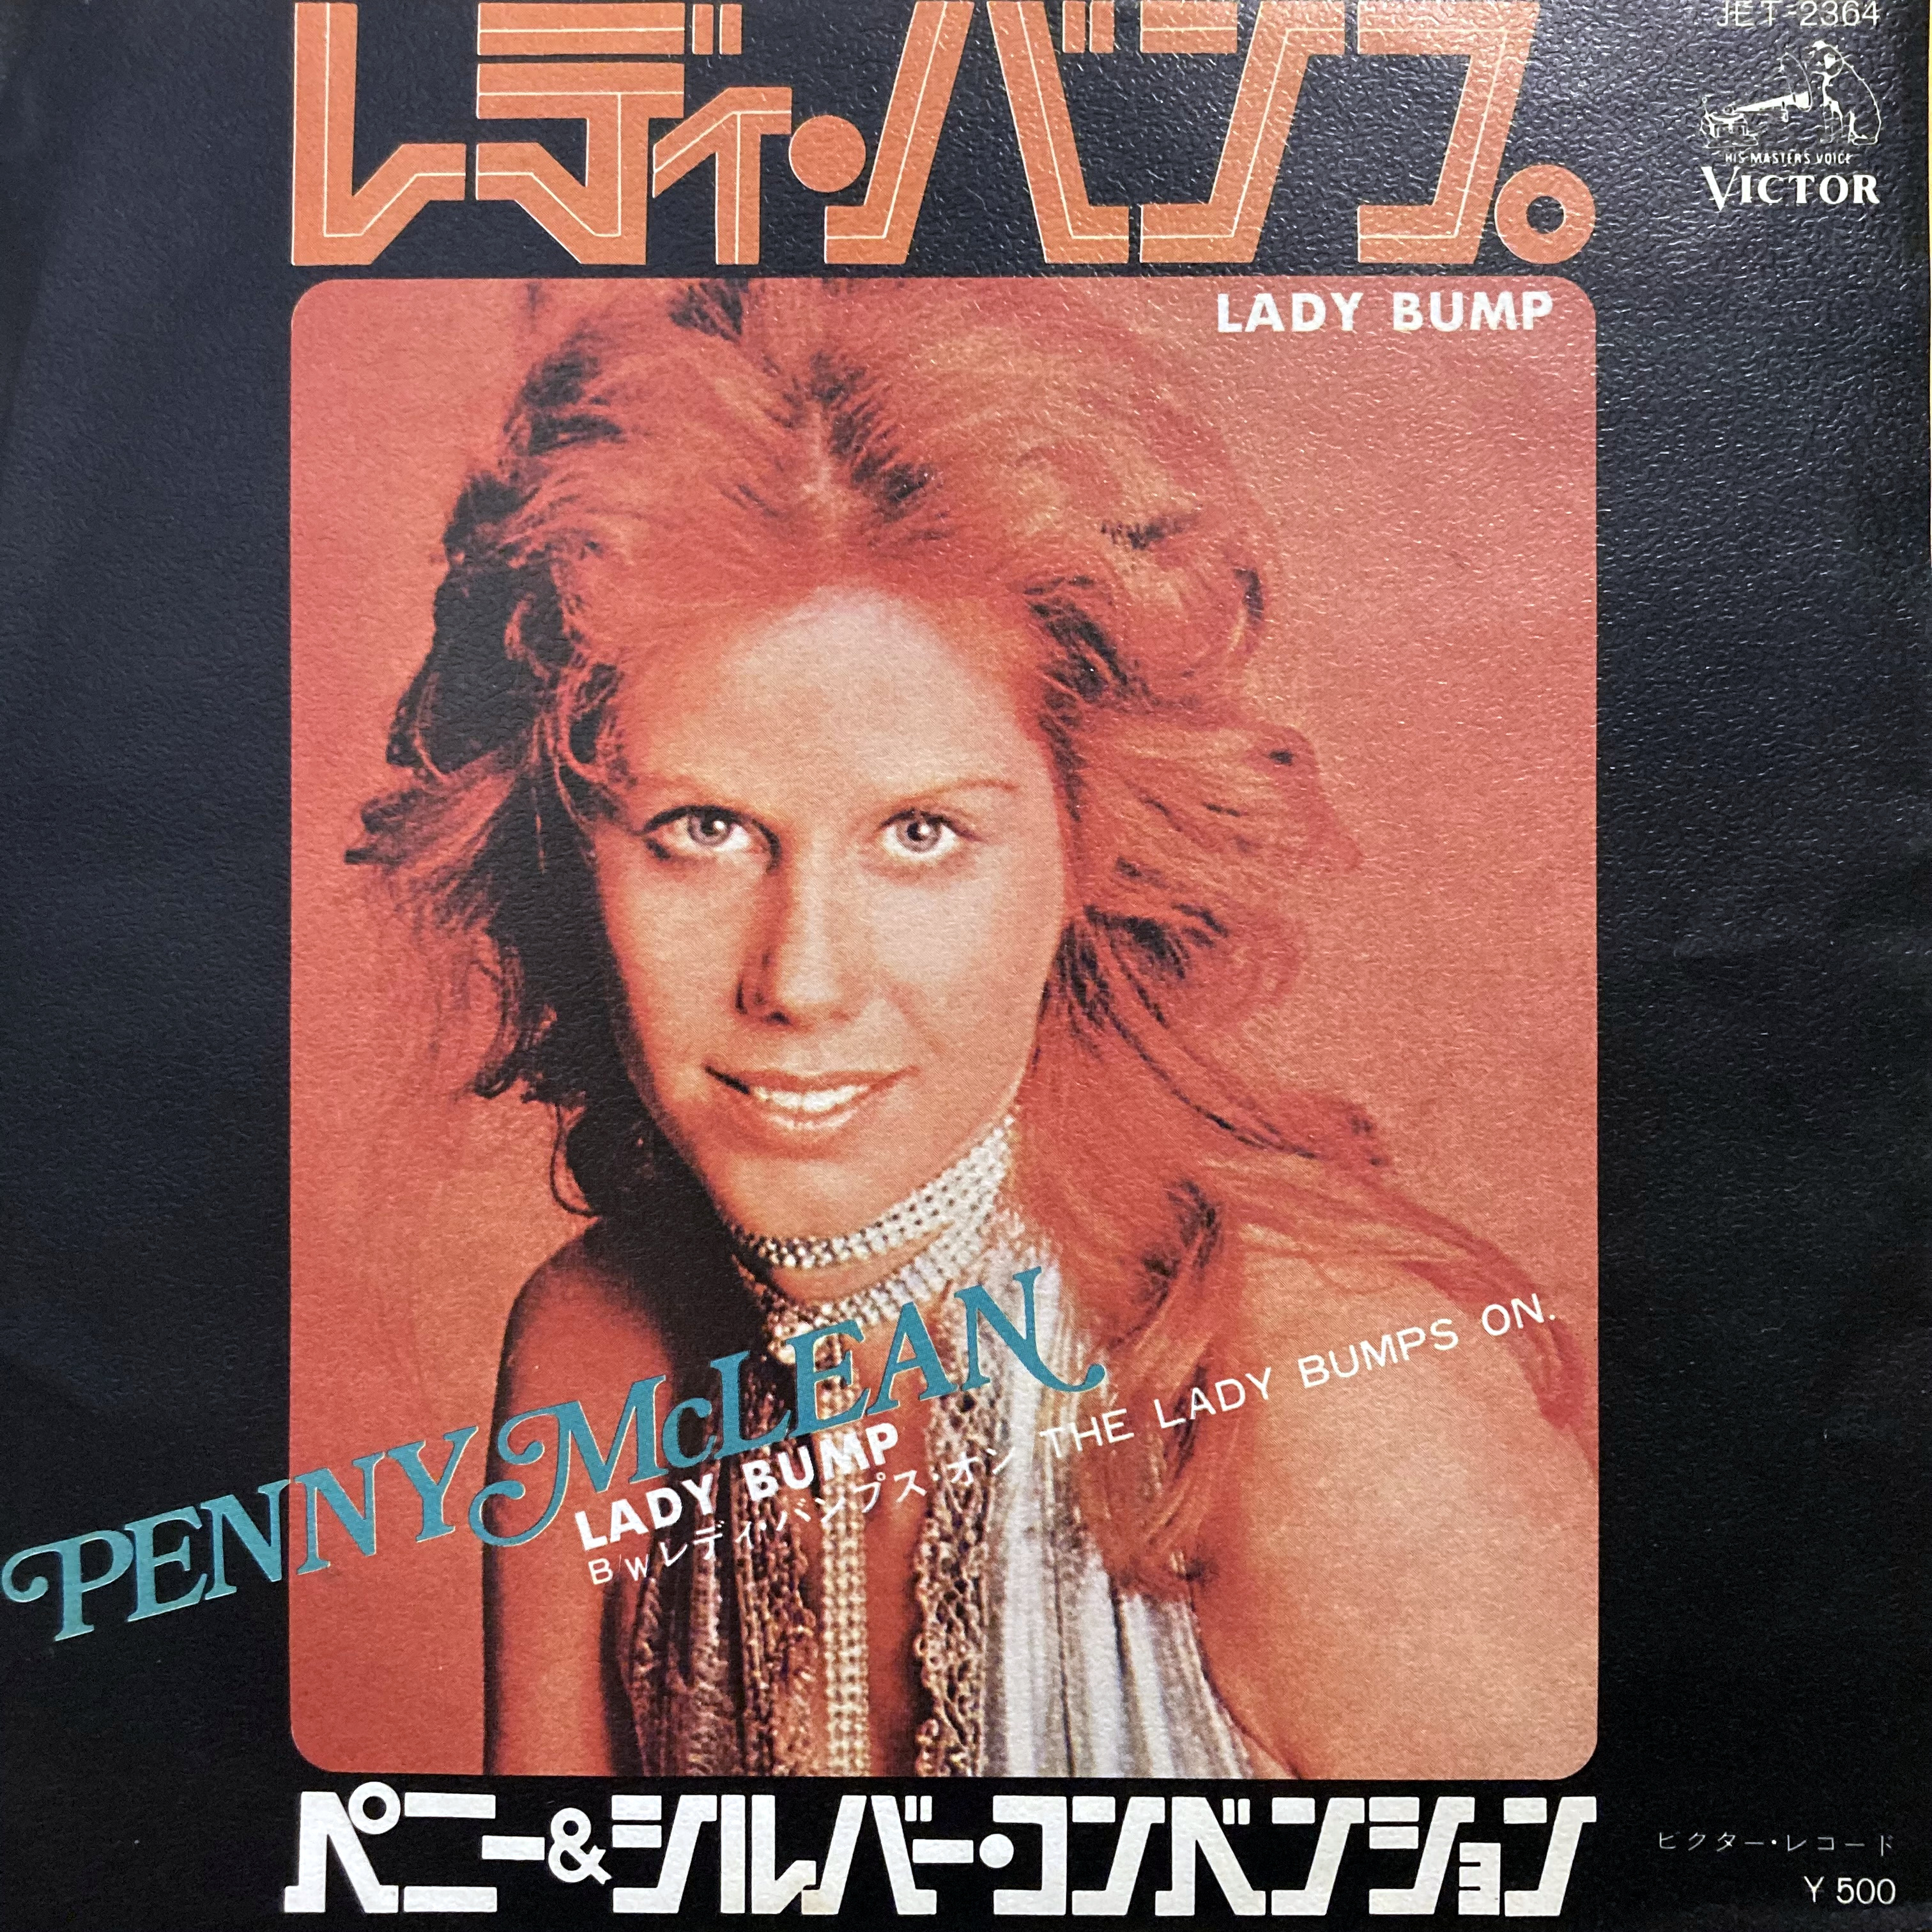 JET-2364
レディ・バンプ
HIS MASTER'S VOICE
VICTOR
LADY BUMP
PENNY McLEAN
LADY BUMP
B/W レディ・バンプス・オン THE LADY BUMPS ON.
ペニー&シルバー・コンベンション
ビクター・レコード
¥500